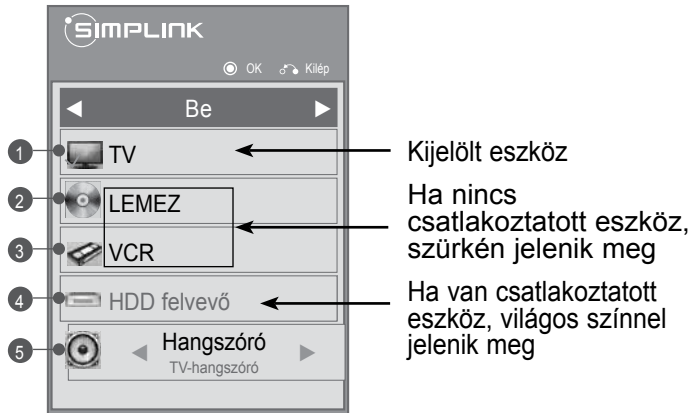 SIMPLINK
OK Kilép
Be
1 TV
Kijelölt eszköz
2 LEMEZ
3 VCR
Ha nincs
csatlakoztatott eszköz,
szürkén jelenik meg
4 HDD felvevő
Ha van csatlakoztatott
eszköz, világos színnel
jelenik meg
5 Hangszóró
TV-hangszóró